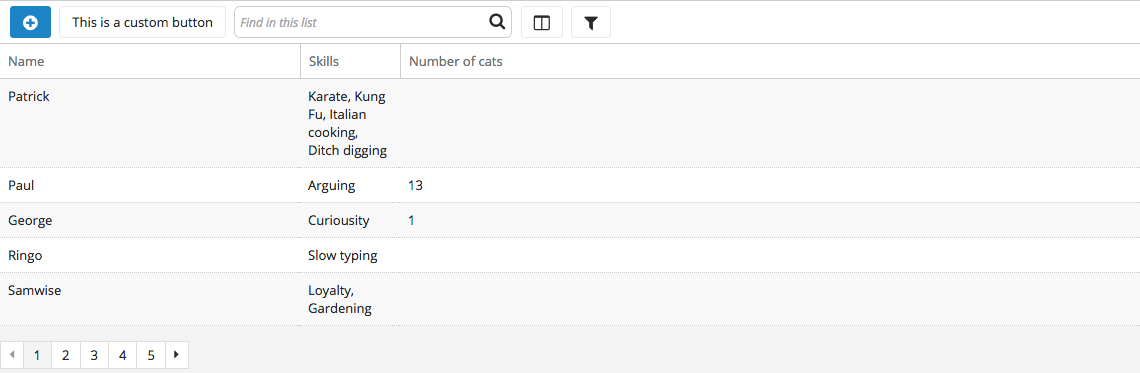 This is a custom button
Find in this list
Name Skills Number of cats
Patrick Karate, Kung
Fu, Italian
cooking,
Ditch digging
Paul Arguing 13
George Curiousity 1
Ringo Slow typing
Samwise Loyalty,
Gardening
1 2 3 4 5